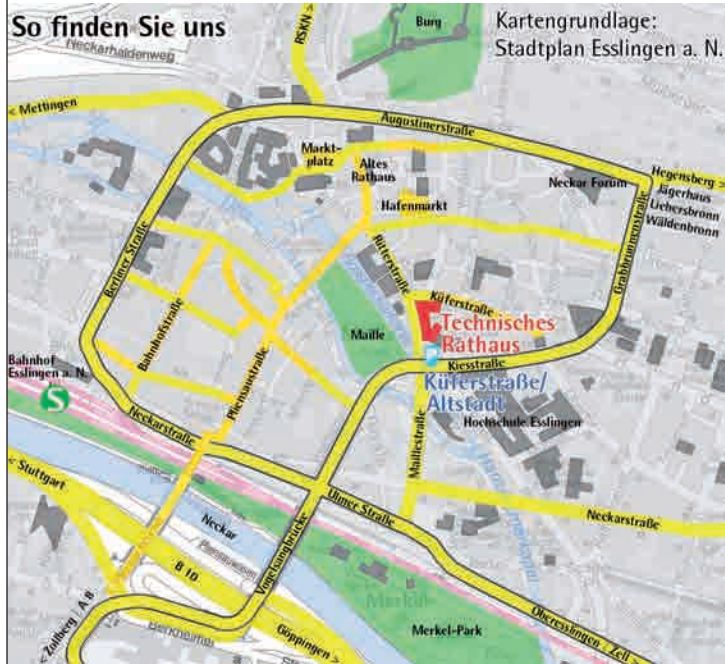 So finden Sie uns
Kartengrundlage:
Stadtplan Esslingen a. N.
Neckarhaldenweg
RSKN >
Burg
< Mettingen
Augustinerstraße
Markt-
platz
Altes
Rathaus
Hafenmarkt
Neckar Forum
Hegensberg >
Jägerhaus
Liebersbronn
Wäldenbronn
Berliner Straße
Grabbrunnenstraße
Ritterstraße
Küferstraße
Bahnhofstraße
Maille
Technisches
Rathaus
Pliensaustraße
Bahnhof
Esslingen a. N.
S
Kiesstraße
Küferstraße/
Altstadt
Hochschule Esslingen
Neckarstraße
Maillestraße
< Stuttgart
Ulmer Straße
Neckarstraße
Neckar
Vogelsangbrücke
B 10
Merkel
Merkel-Park
Oberesslingen / Zell
< Zollberg / A 8
Göppingen >